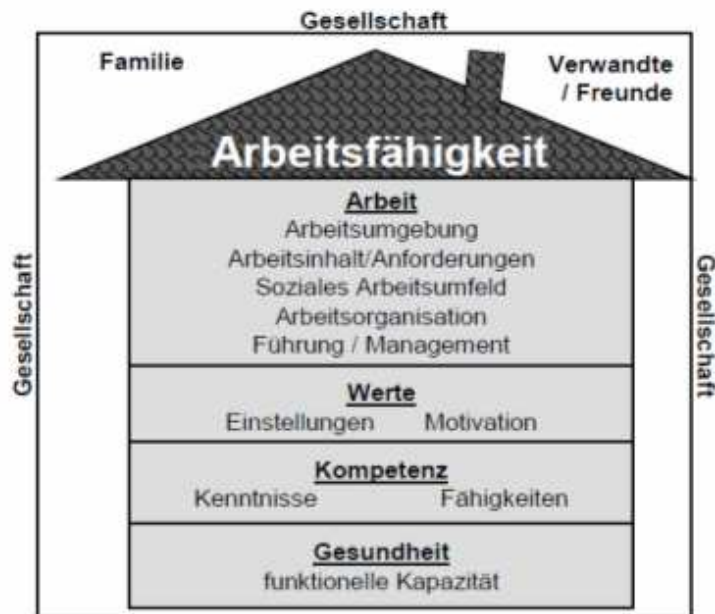 Gesellschaft
Familie
Verwandte
/ Freunde
Arbeitsfähigkeit
Arbeit
Arbeitsumgebung
Arbeitsinhalt/Anforderungen
Soziales Arbeitsumfeld
Arbeitsorganisation
Führung / Management
Gesellschaft
Gesellschaft
Werte
Einstellungen Motivation
Kompetenz
Kenntnisse Fähigkeiten
Gesundheit
funktionelle Kapazität